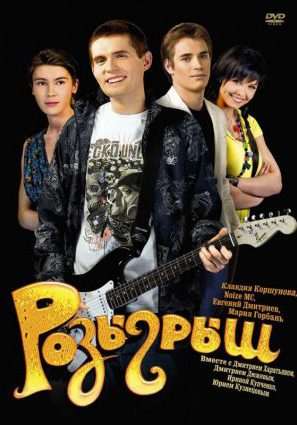 DVD
VIDEO
Розыгрыш
Клавдия Коршунова,
Noize MC,
Евгений Дмитриев,
Мария Горбань
Вместе с Дмитрием Харатьяном,
Дмитрием Дюжевым,
Ириной Купченко,
Юрием Кузнецовым